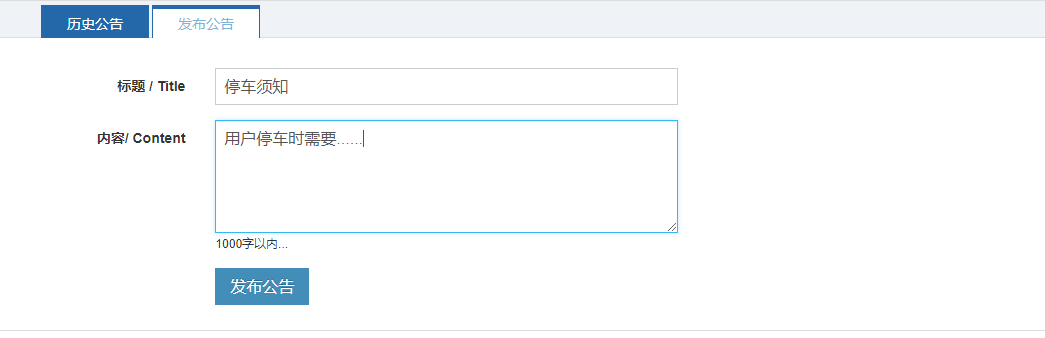 历史公告 发布公告
标题 / Title 停车须知
内容/ Content 用户停车时需要......
1000字以内...
发布公告